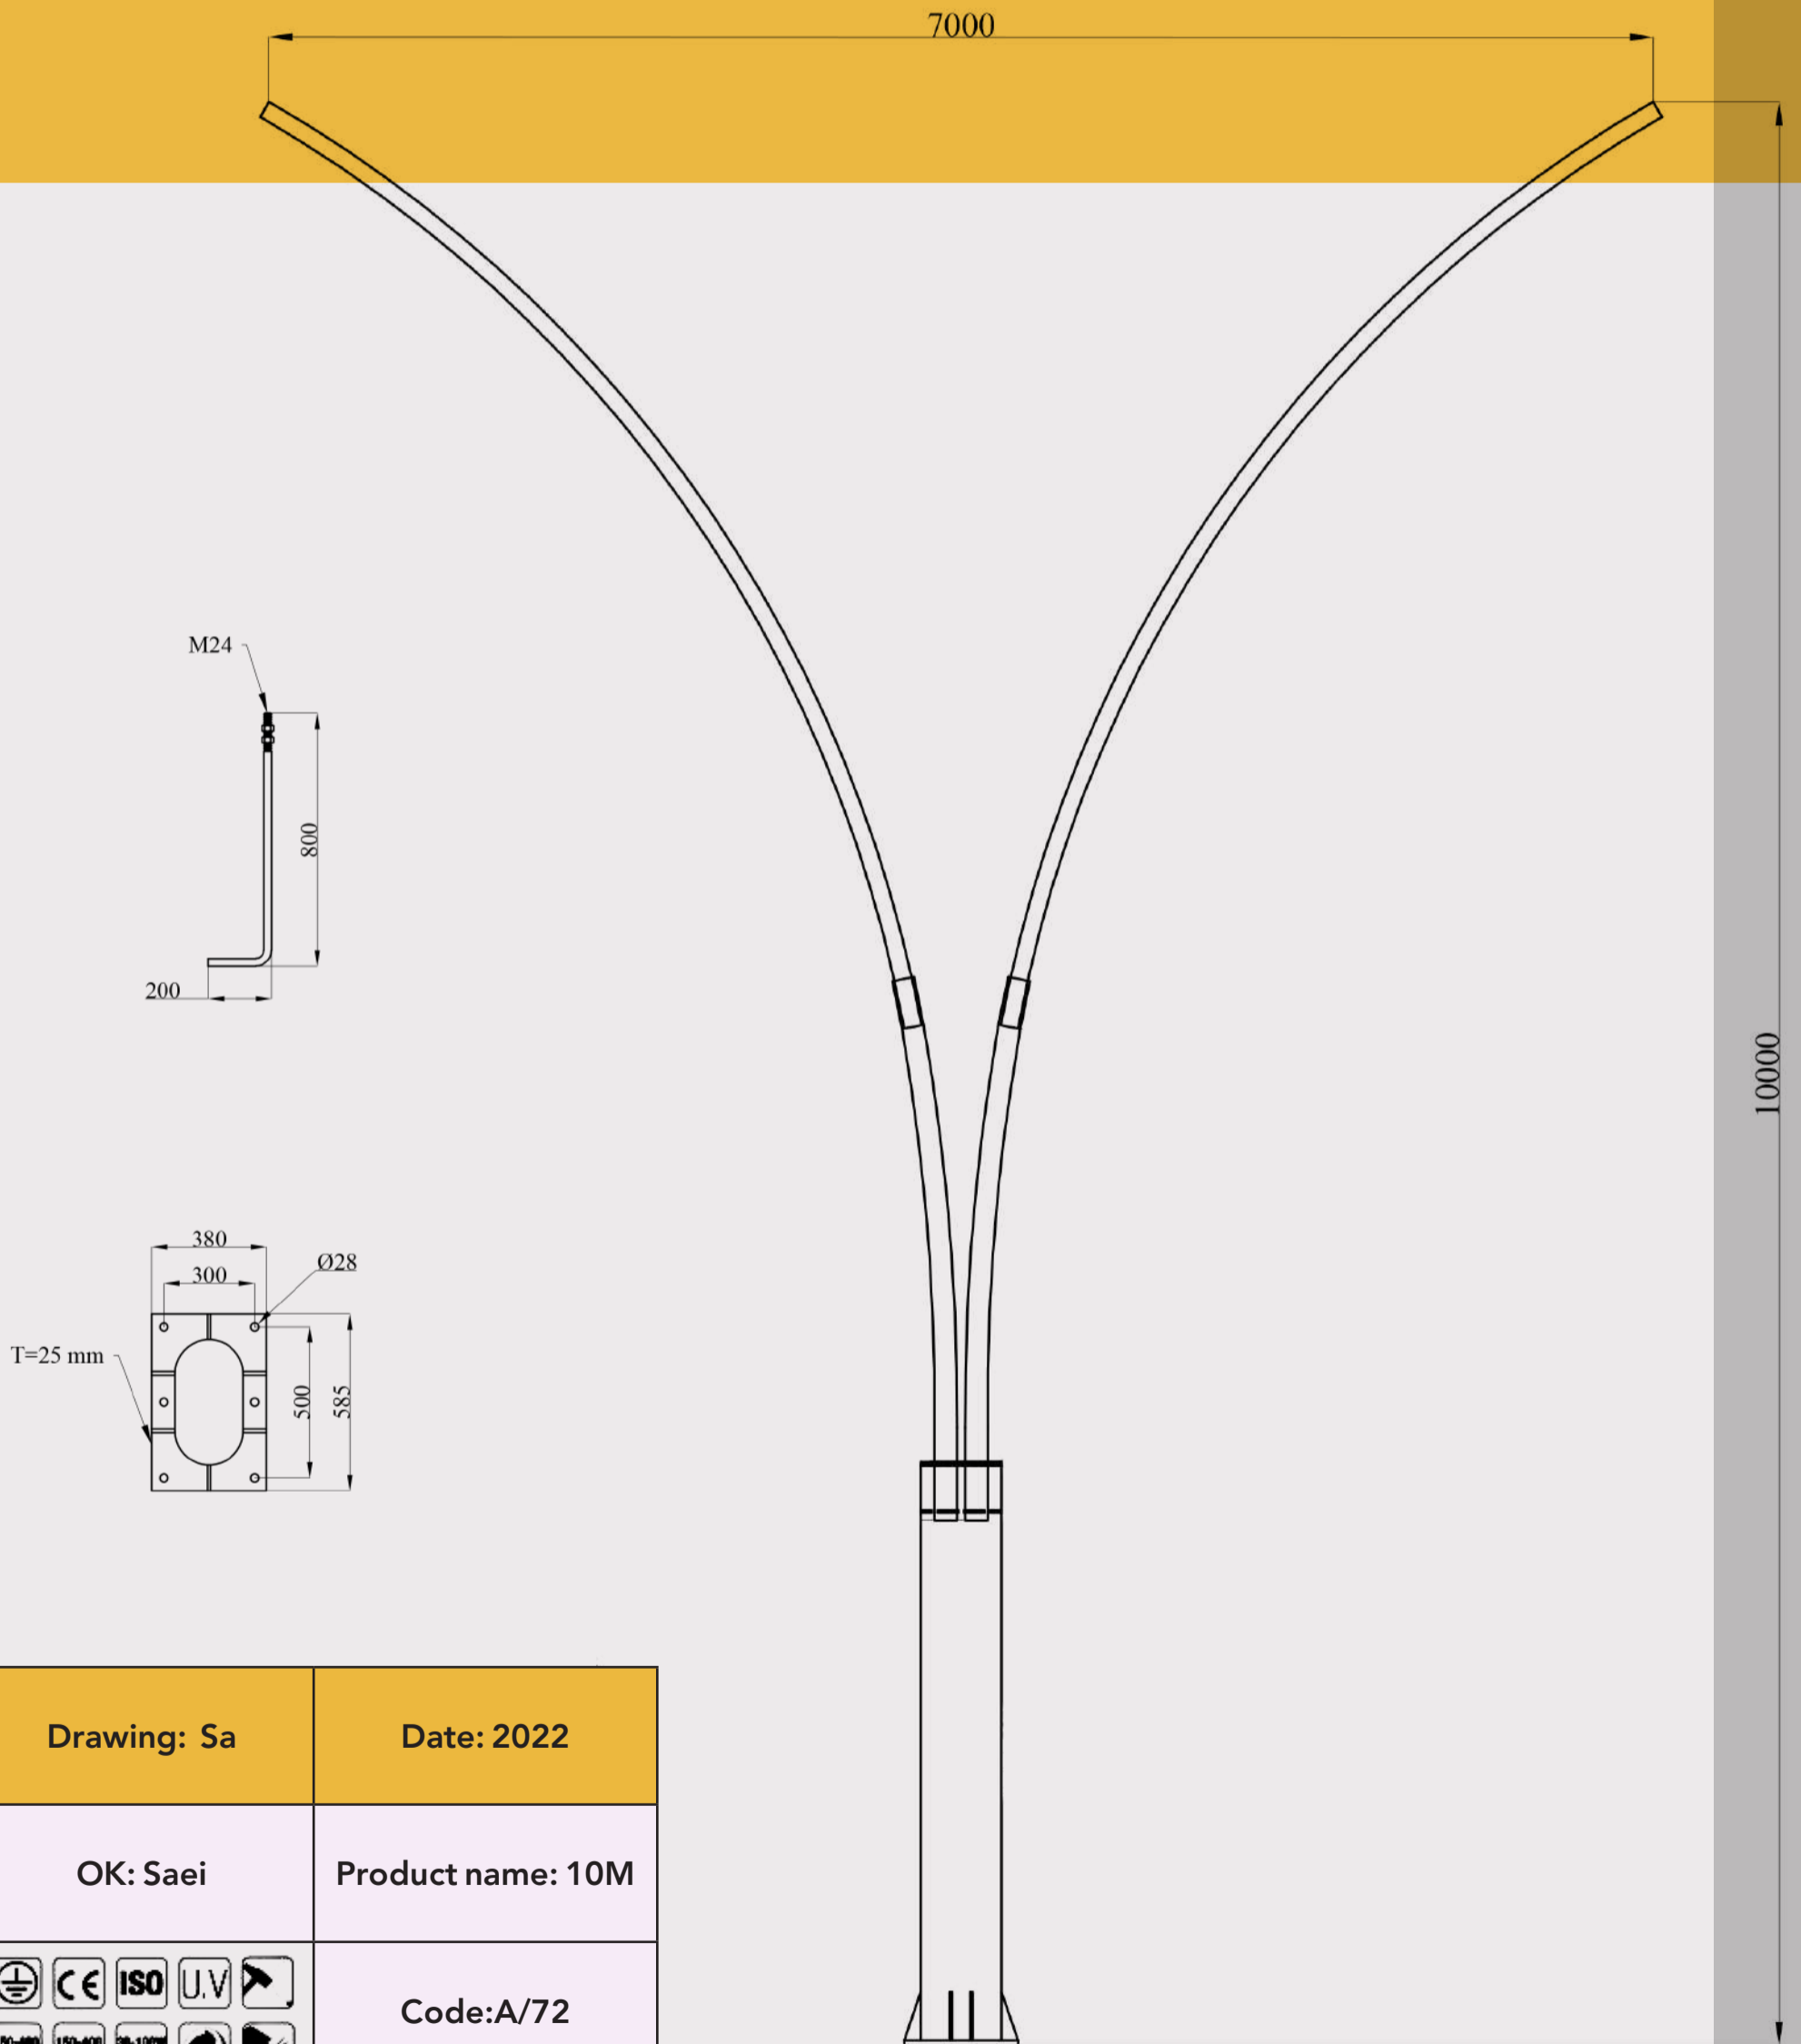 7000
M24
800
200
10000
380
300
Ø28
T=25 mm
500
585
Drawing: Sa
Date: 2022
OK: Saei
Product name: 10M
CE ISO U.V
Code:A/72